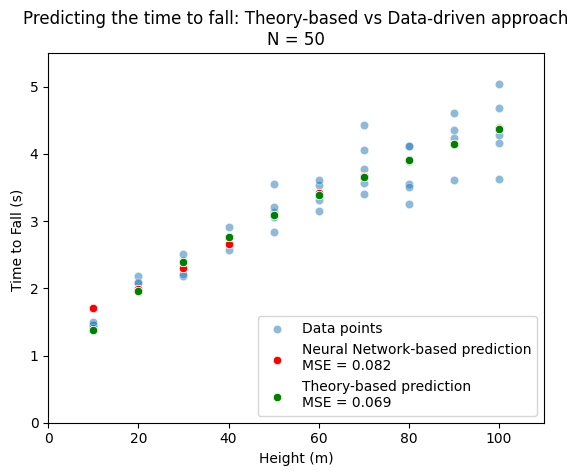 Predicting the time to fall: Theory-based vs Data-driven approach
N = 50
5
4
3
2
1
0
Time to Fall (s)
Data points
Neural Network-based prediction
MSE = 0.082
Theory-based prediction
MSE = 0.069
0 20 40 60 80 100
Height (m)